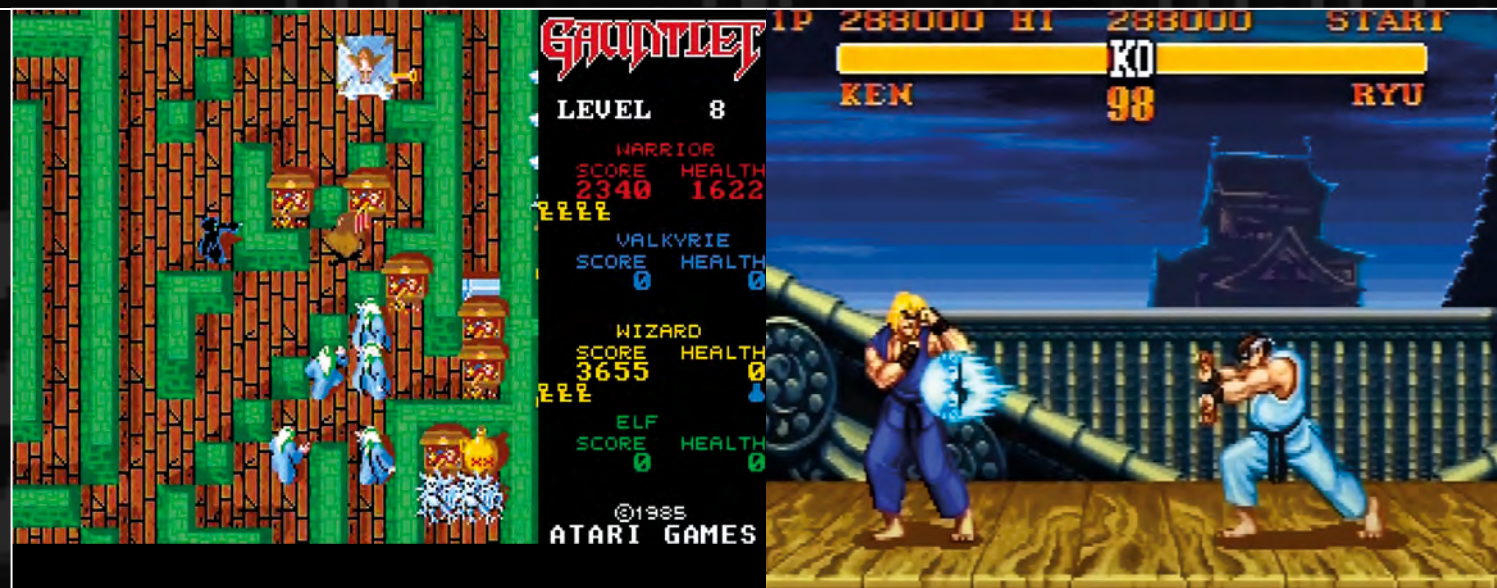 GAUNTLET
LEVEL 8
WARRIOR
SCORE HEALTH
2340 1622
VALKYRIE
SCORE HEALTH
0 0
WIZARD
SCORE HEALTH
3655 0
ELF
SCORE HEALTH
0 0
©1985
ATARI GAMES
1P 288000 HI 288000 START
KO
KEN 98 RYU